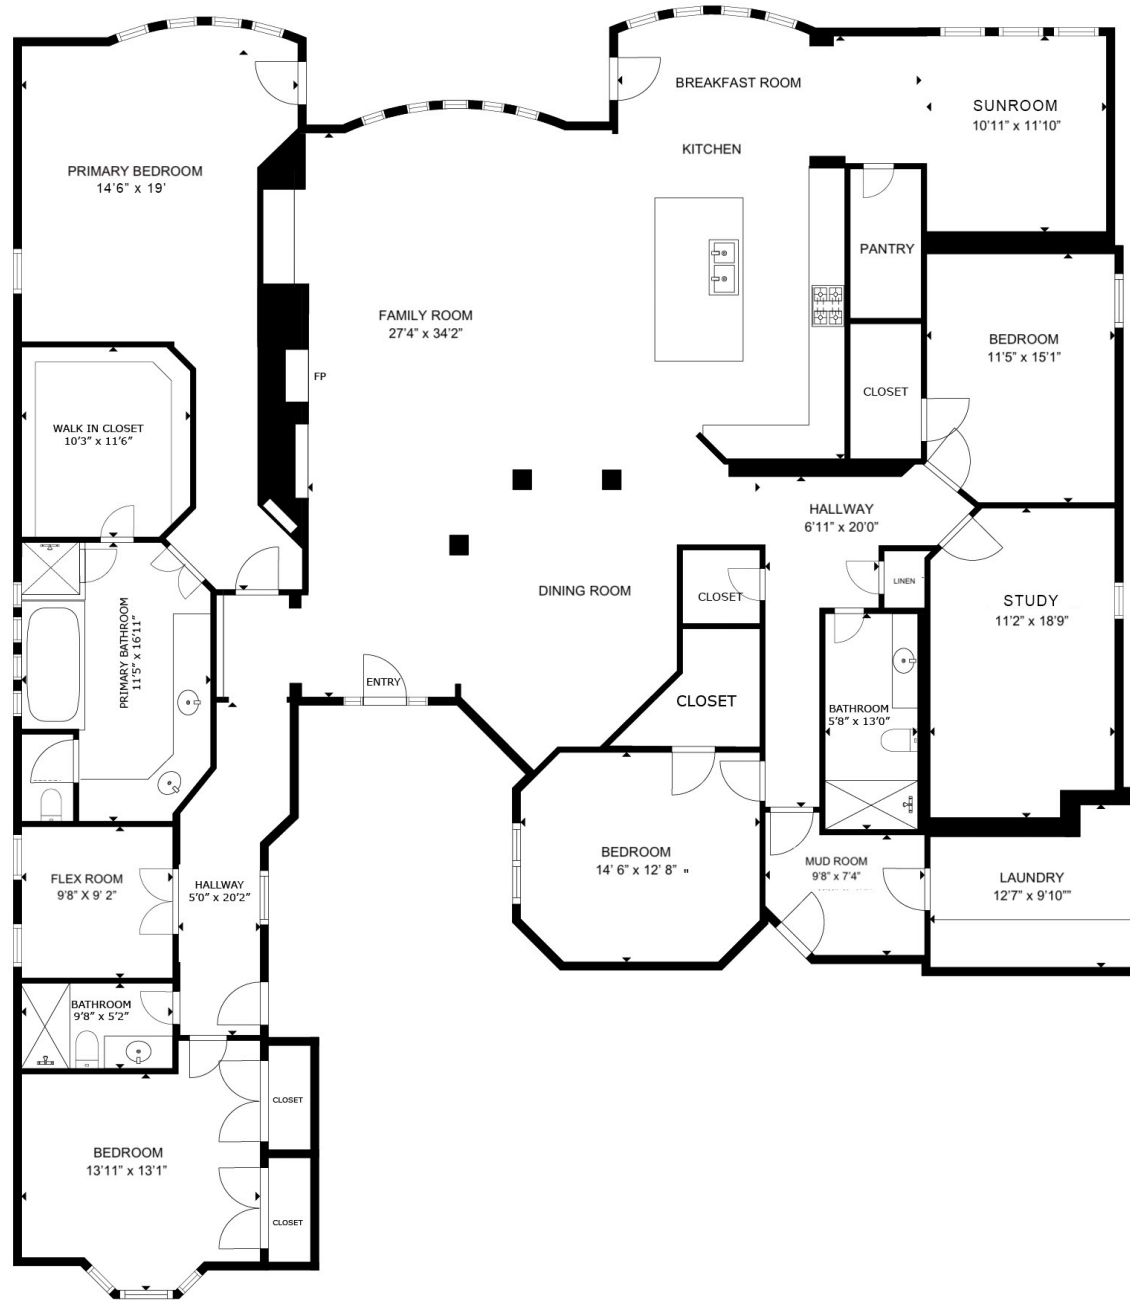 BREAKFAST ROOM
SUNROOM
10'11" x 11'10"
KITCHEN
PRIMARY BEDROOM
14'6" x 19'
PANTRY
FAMILY ROOM
27'4" x 34'2"
BEDROOM
11'5" x 15'1"
FP
CLOSET
WALK IN CLOSET
10'3" x 11'6"
HALLWAY
6'11" x 20'0"
DINING ROOM
CLOSET
LINEN
STUDY
11'2" x 18'9"
PRIMARY BATHROOM
11'5" x 16'11"
ENTRY
CLOSET
BATHROOM
5'8" x 13'0"
BEDROOM
14' 6" x 12' 8" "
MUD ROOM
9'8" x 7'4"
LAUNDRY
12'7" x 9'10""
FLEX ROOM
9'8" X 9' 2"
HALLWAY
5'0" x 20'2"
BATHROOM
9'8" x 5'2"
CLOSET
BEDROOM
13'11" x 13'1"
CLOSET